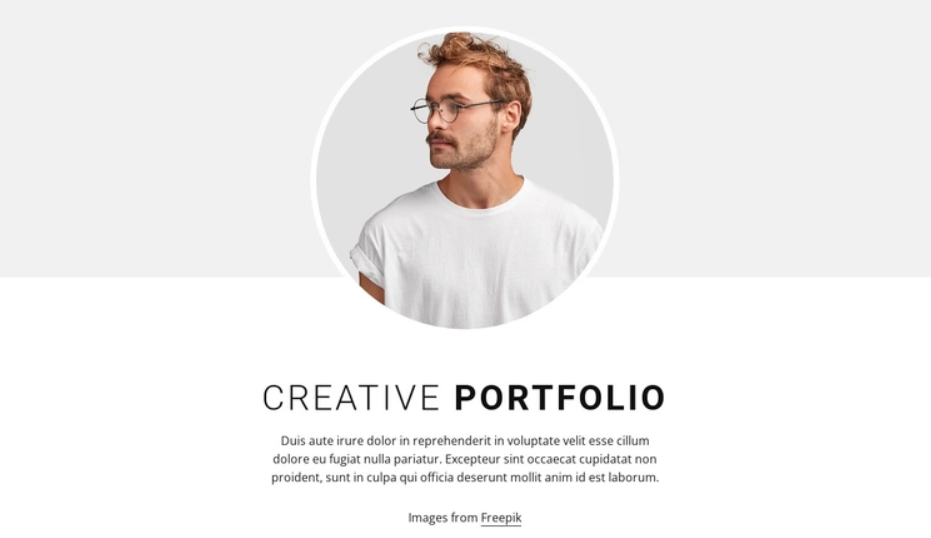 CREATIVE PORTFOLIO
Duis aute irure dolor in reprehenderit in voluptate velit esse cillum
dolore eu fugiat nulla pariatur. Excepteur sint occaecat cupidatat non
proident, sunt in culpa qui officia deserunt mollit anim id est laborum.
Images from Freepik